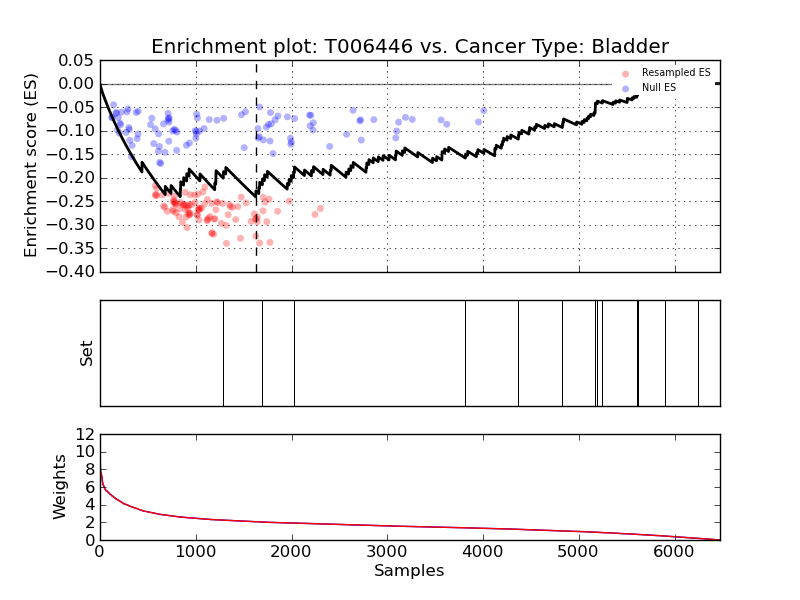 Enrichment plot: T006446 vs. Cancer Type: Bladder
Enrichment score (ES)
0.05
0.00
−0.05
−0.10
−0.15
−0.20
−0.25
−0.30
−0.35
−0.40
Resampled ES
Null ES
Set
Weights
12
10
8
6
4
2
0
0 1000 2000 3000 4000 5000 6000
Samples